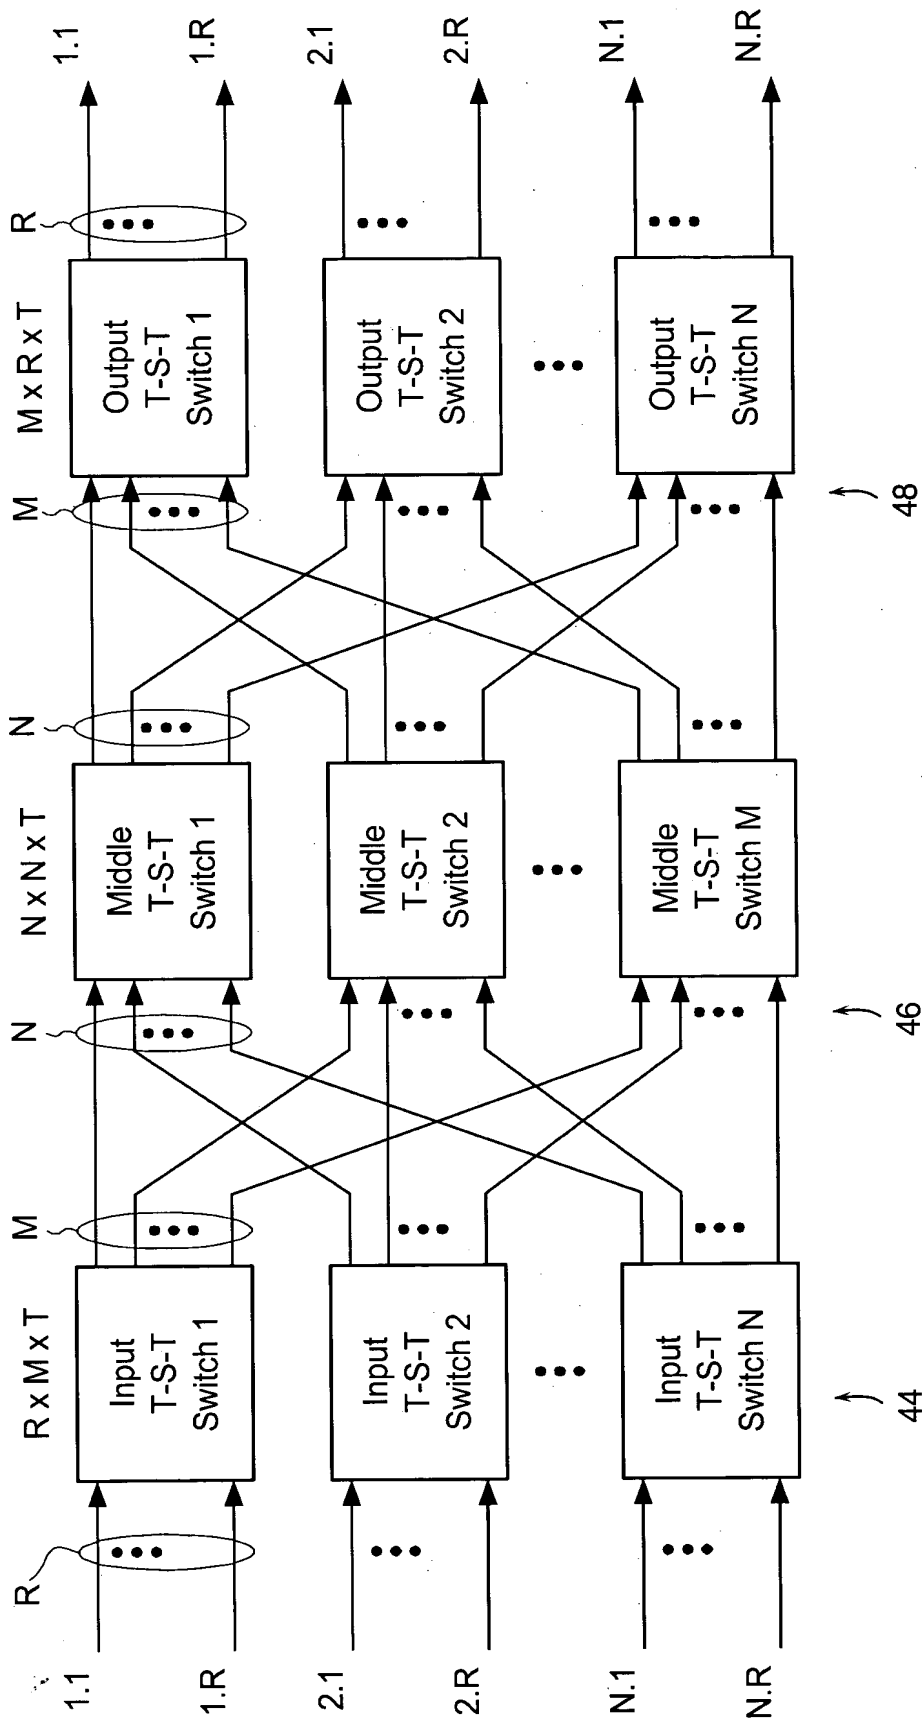 R x M x T
N x N x T
M x R x T
R
M
N
N
M
R
1.1
1.R
Input
T-S-T
Switch 1
Middle
T-S-T
Switch 1
Output
T-S-T
Switch 1
1.1
1.R
2.1
2.R
Input
T-S-T
Switch 2
Middle
T-S-T
Switch 2
Output
T-S-T
Switch 2
2.1
2.R
N.1
N.R
Input
T-S-T
Switch N
Middle
T-S-T
Switch M
Output
T-S-T
Switch N
N.1
N.R
44
46
48